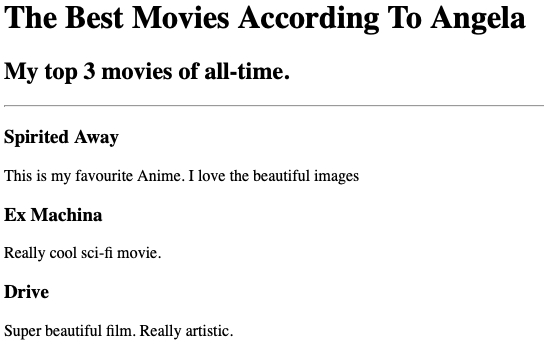 The Best Movies According To Angela
My top 3 movies of all-time.
Spirited Away
This is my favourite Anime. I love the beautiful images
Ex Machina
Really cool sci-fi movie.
Drive
Super beautiful film. Really artistic.